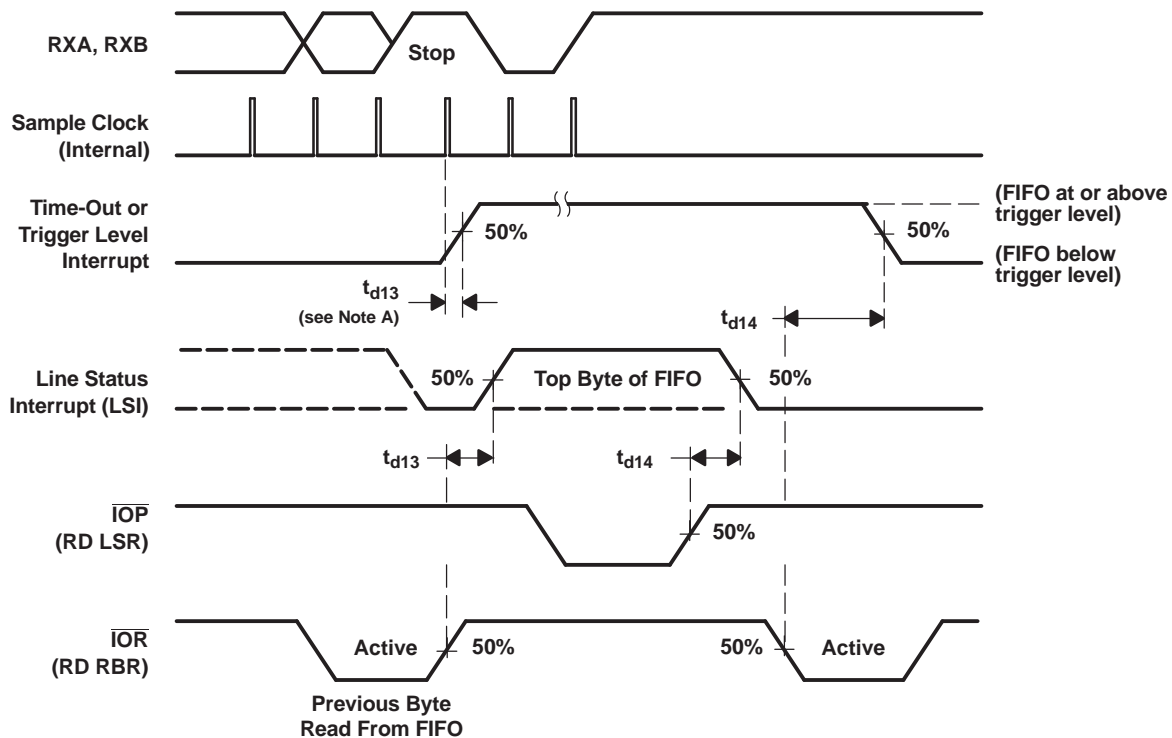 RXA, RXB
Stop
Sample Clock
(Internal)
Time-Out or
Trigger Level
Interrupt
50%
50%
(FIFO at or above
trigger level)
(FIFO below
trigger level)
td13
(see Note A)
td14
Line Status
Interrupt (LSI)
50%
Top Byte of FIFO
50%
td13
td14
IOP
(RD LSR)
50%
IOR
(RD RBR)
Active
50%
50%
Active
Previous Byte
Read From FIFO